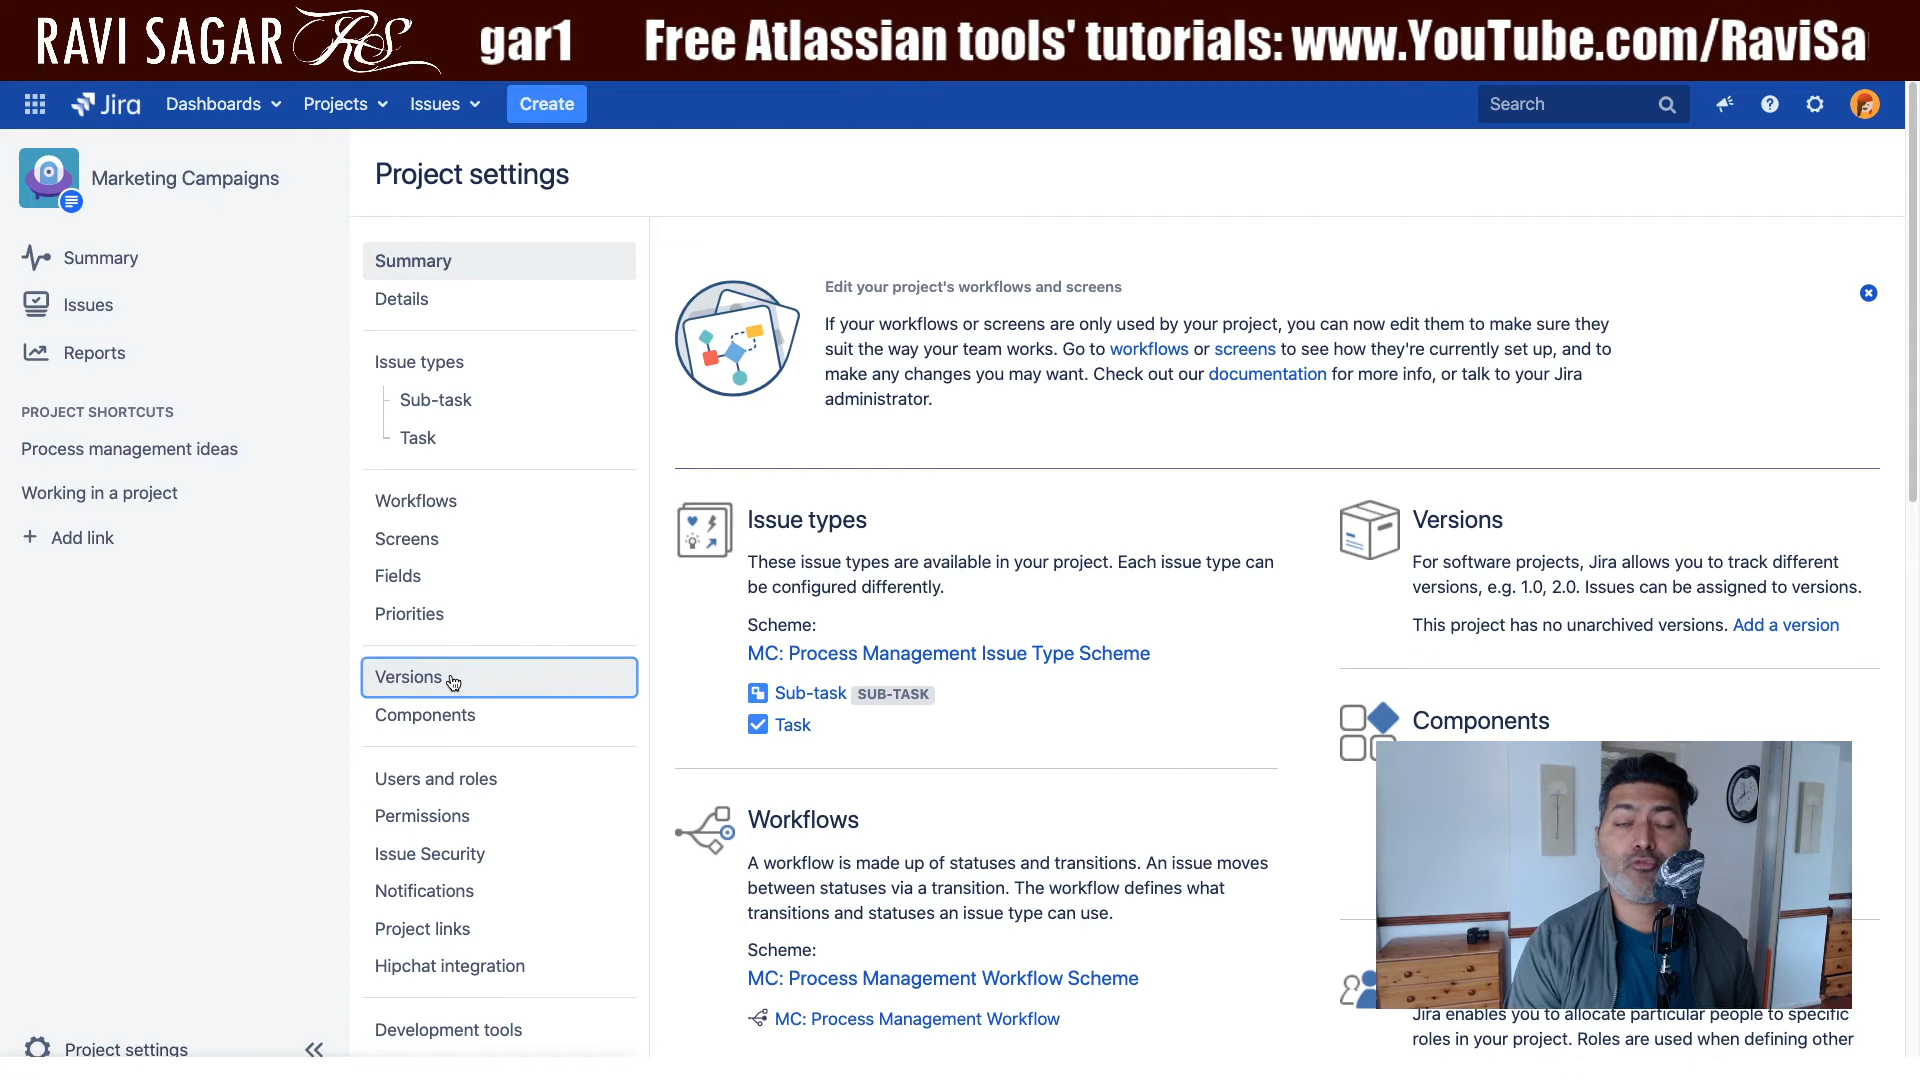 RAVI SAGAR RS gar1 Free Atlassian tools' tutorials: www.YouTube.com/RaviSa
Jira Dashboards Projects Issues Create Search
Marketing Campaigns
Summary
Issues
Reports
PROJECT SHORTCUTS
Process management ideas
Working in a project
+ Add link
Project settings
Project settings
Summary
Details
Issue types
Sub-task
Task
Workflows
Screens
Fields
Priorities
Versions
Components
Users and roles
Permissions
Issue Security
Notifications
Project links
Hipchat integration
Development tools
Edit your project's workflows and screens
If your workflows or screens are only used by your project, you can now edit them to make sure they
suit the way your team works. Go to workflows or screens to see how they're currently set up, and to
make any changes you may want. Check out our documentation for more info, or talk to your Jira
administrator.
Issue types
These issue types are available in your project. Each issue type can
be configured differently.
Scheme:
MC: Process Management Issue Type Scheme
Sub-task SUB-TASK
Task
Workflows
A workflow is made up of statuses and transitions. An issue moves
between statuses via a transition. The workflow defines what
transitions and statuses an issue type can use.
Scheme:
MC: Process Management Workflow Scheme
MC: Process Management Workflow
Versions
For software projects, Jira allows you to track different
versions, e.g. 1.0, 2.0. Issues can be assigned to versions.
This project has no unarchived versions. Add a version
Components
Jira enables you to allocate particular people to specific
roles in your project. Roles are used when defining other